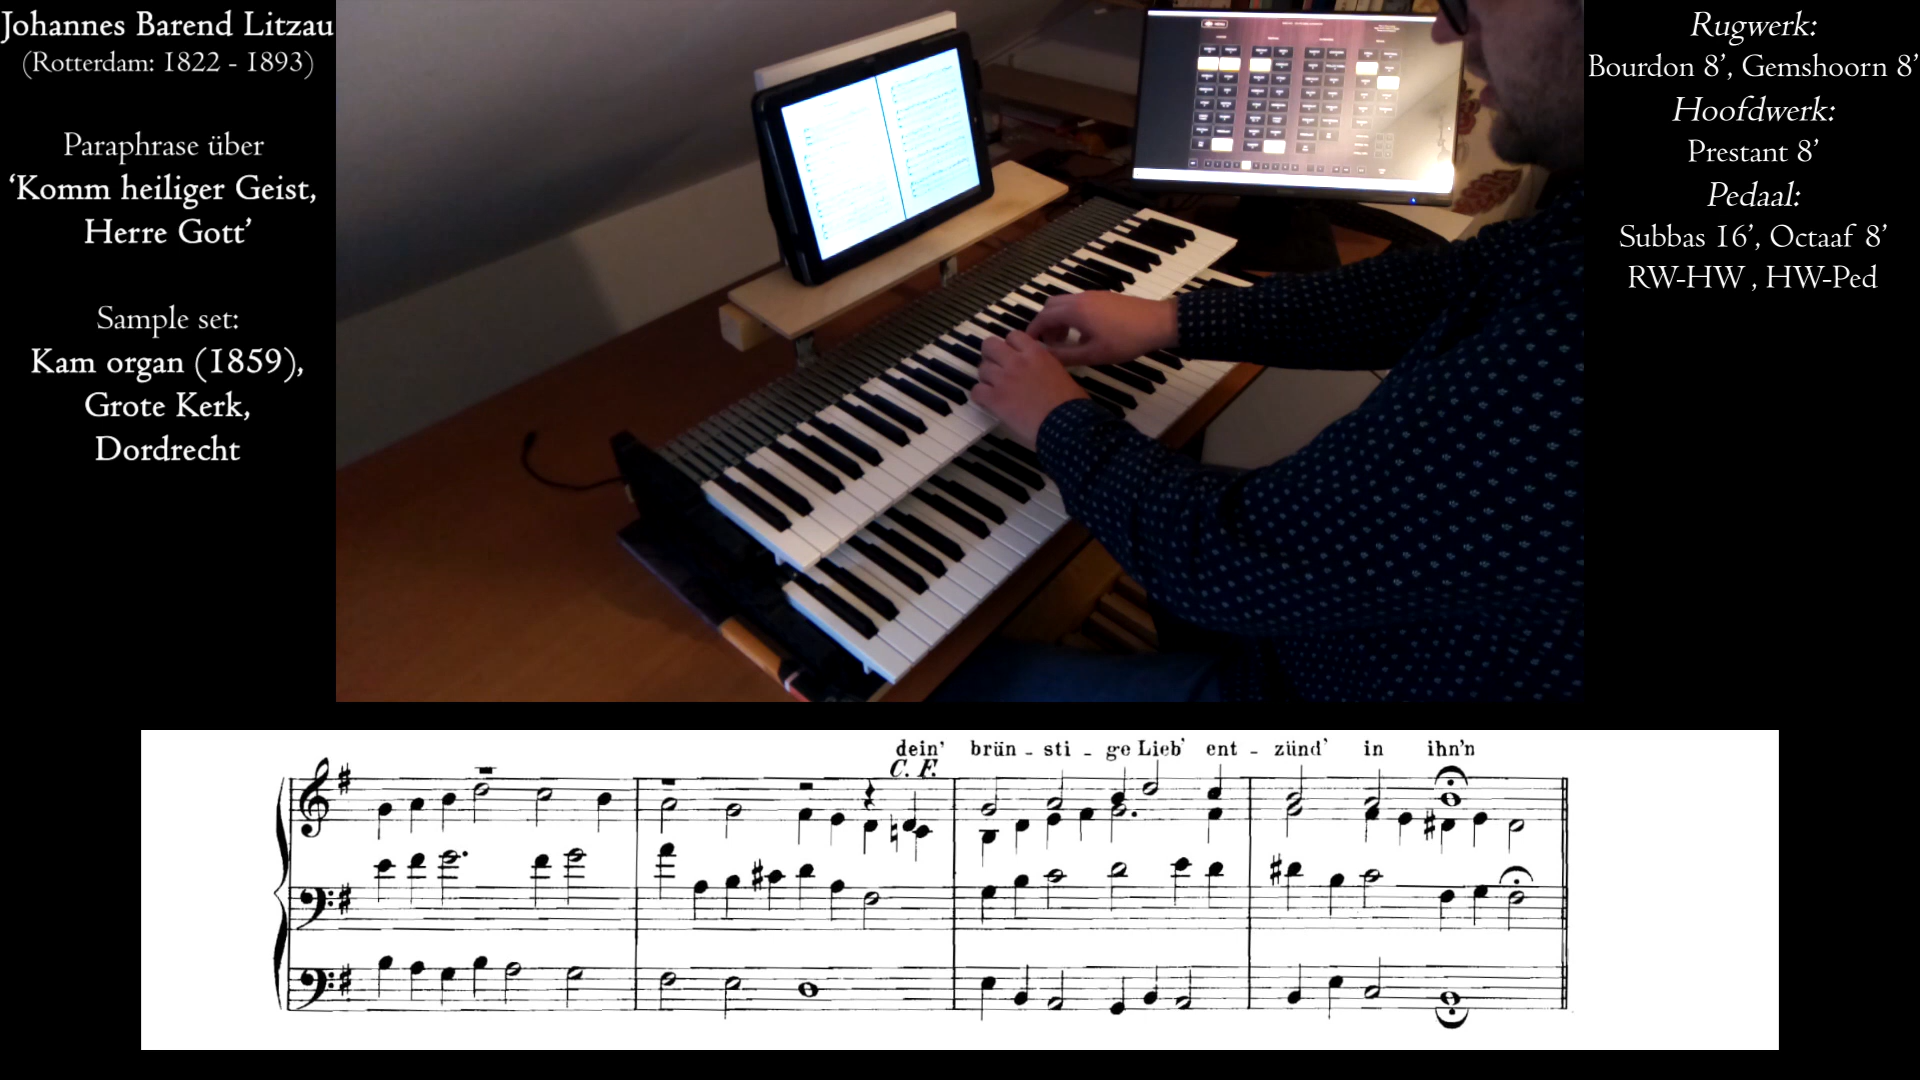 Johannes Barend Litzau
(Rotterdam: 1822 - 1893)
Paraphrase über
‘Komm heiliger Geist,
Herre Gott’
Sample set:
Kam organ (1859),
Grote Kerk,
Dordrecht
Rugwerk:
Bourdon 8’, Gemshoorn 8’
Hoofdwerk:
Prestant 8’
Pedaal:
Subbas 16’, Octaaf 8’
RW-HW , HW-Ped
dein’ brün - sti - ge Lieb’ ent - zünd’ in ihn’n
C. F.